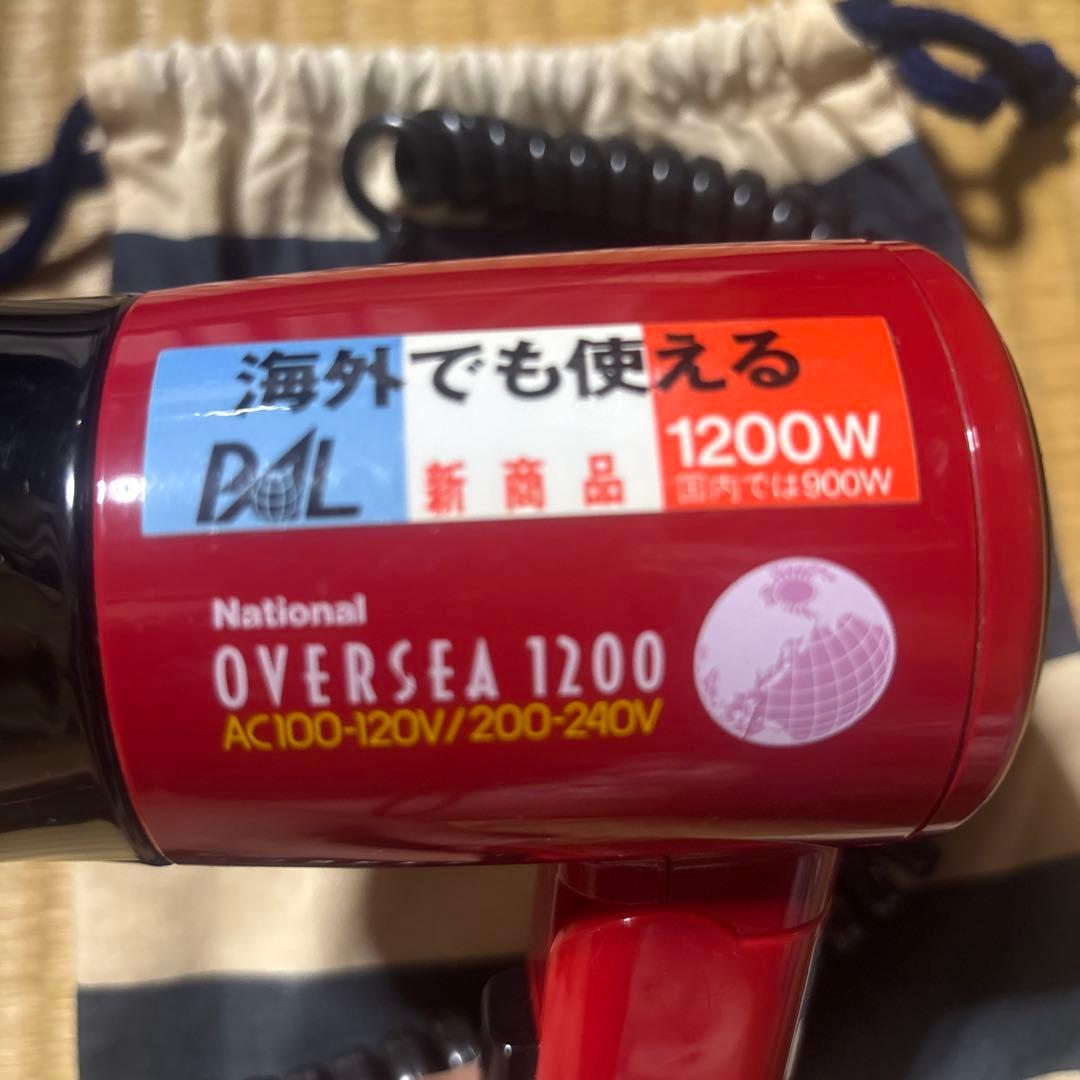 海外でも使える
PAL
新商品
1200W
国内では900W
National
OVERSEA 1200
AC100-120V/200-240V